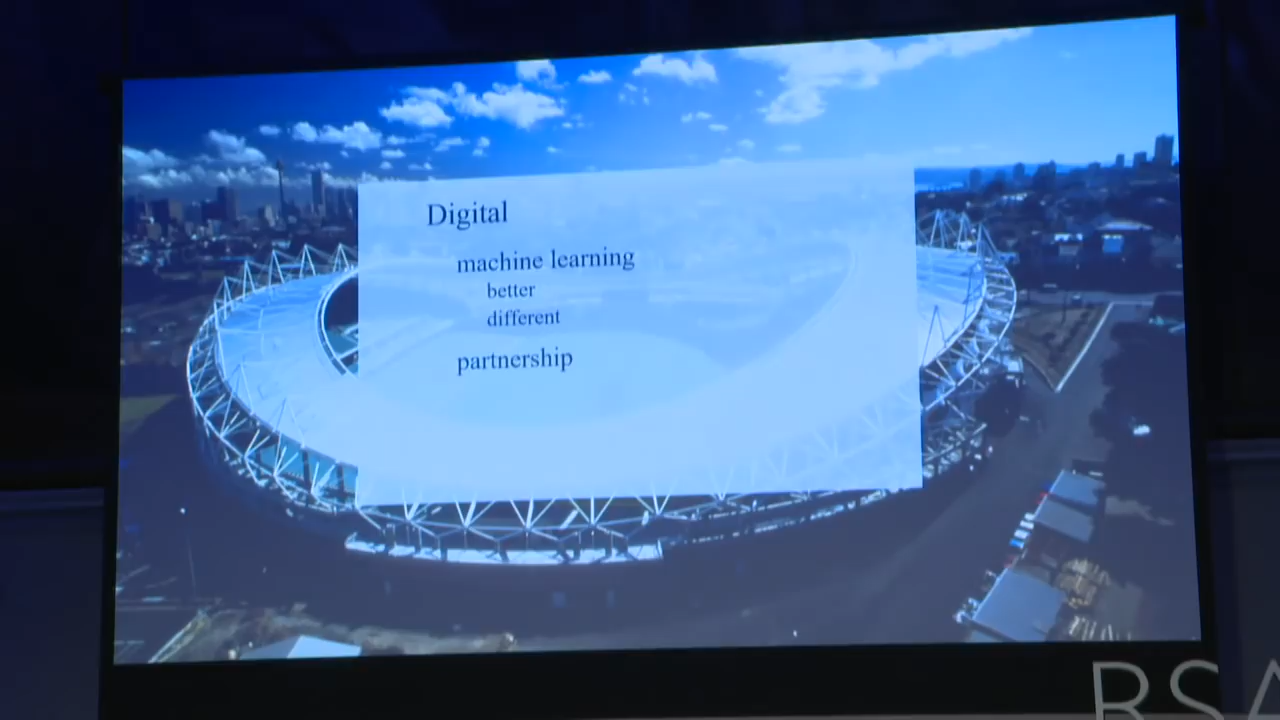 Digital
machine learning
better
different
partnership
RSA